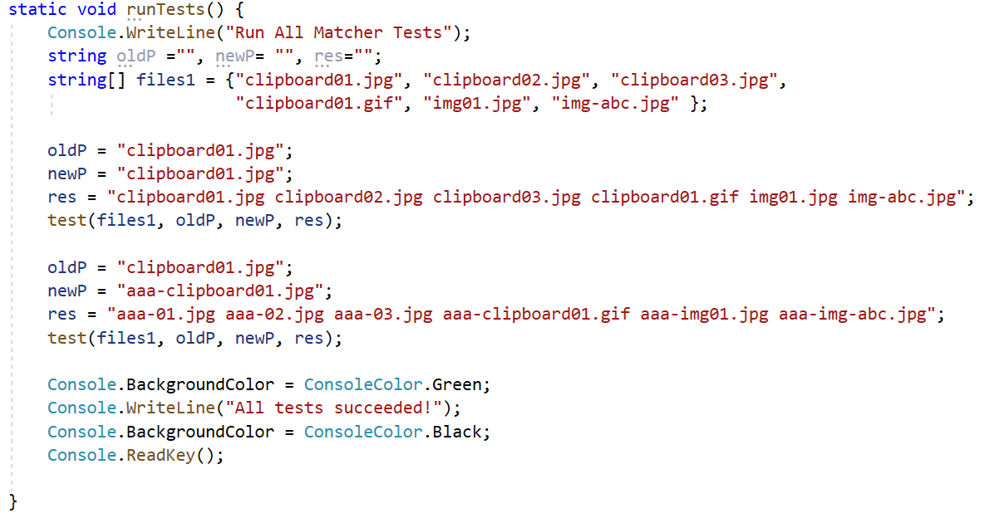 static void runTests() {
    Console.WriteLine("Run All Matcher Tests");
    string oldP ="", newP= "", res="";
    string[] files1 = {"clipboard01.jpg", "clipboard02.jpg", "clipboard03.jpg",
                       "clipboard01.gif", "img01.jpg", "img-abc.jpg" };

    oldP = "clipboard01.jpg";
    newP = "clipboard01.jpg";
    res = "clipboard01.jpg clipboard02.jpg clipboard03.jpg clipboard01.gif img01.jpg img-abc.jpg";
    test(files1, oldP, newP, res);

    oldP = "clipboard01.jpg";
    newP = "aaa-clipboard01.jpg";
    res = "aaa-01.jpg aaa-02.jpg aaa-03.jpg aaa-clipboard01.gif aaa-img01.jpg aaa-img-abc.jpg";
    test(files1, oldP, newP, res);

    Console.BackgroundColor = ConsoleColor.Green;
    Console.WriteLine("All tests succeeded!");
    Console.BackgroundColor = ConsoleColor.Black;
    Console.ReadKey();

}